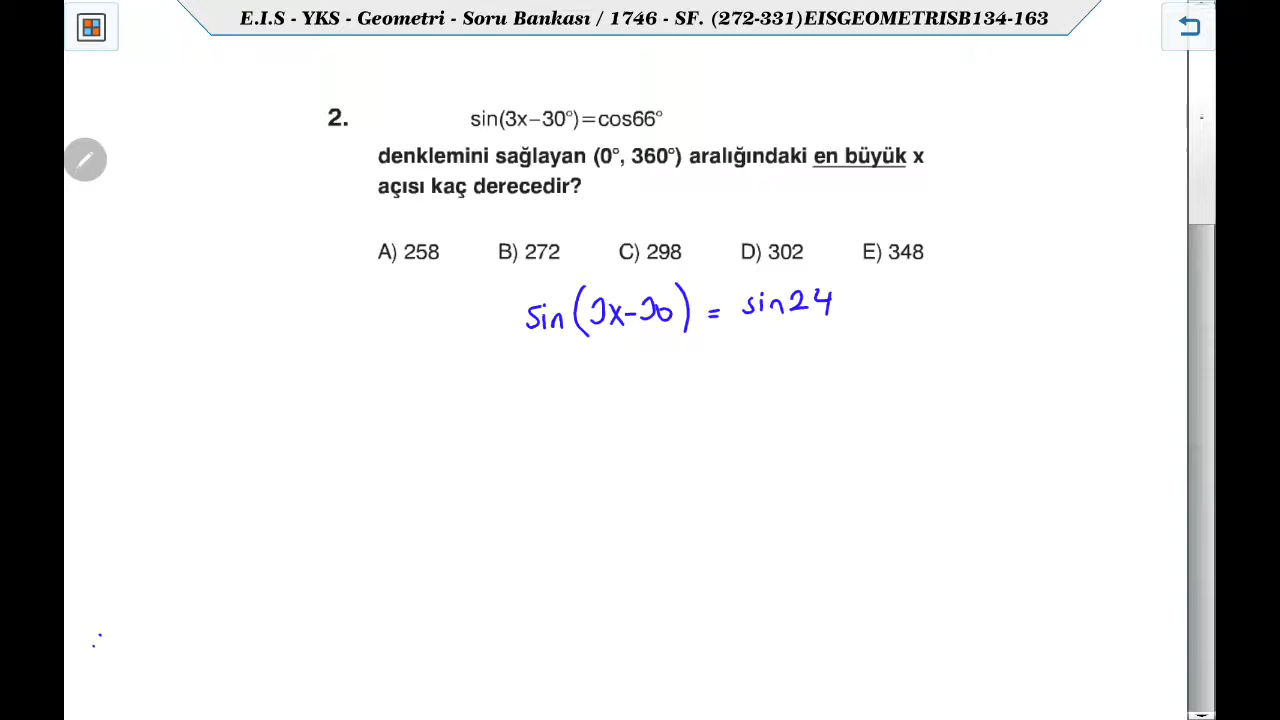 E.I.S - YKS - Geometri - Soru Bankası / 1746 - SF. (272-331)EISGEOMETRISB134-163
2. sin(3x−30°)=cos66°
denklemini sağlayan (0°, 360°) aralığındaki en büyük x
açısı kaç derecedir?
A) 258 B) 272 C) 298 D) 302 E) 348
sin(3x-30) = sin24